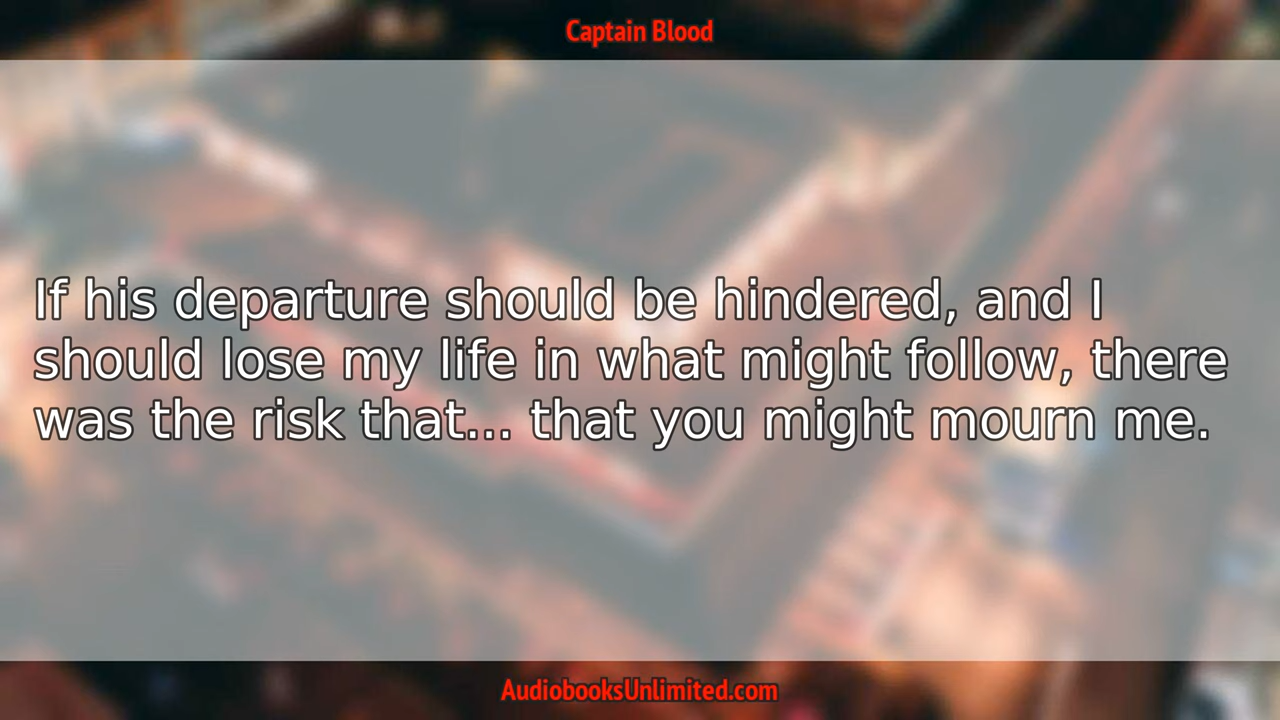 Captain Blood
If his departure should be hindered, and I
should lose my life in what might follow, there
was the risk that... that you might mourn me.
AudiobooksUnlimited.com